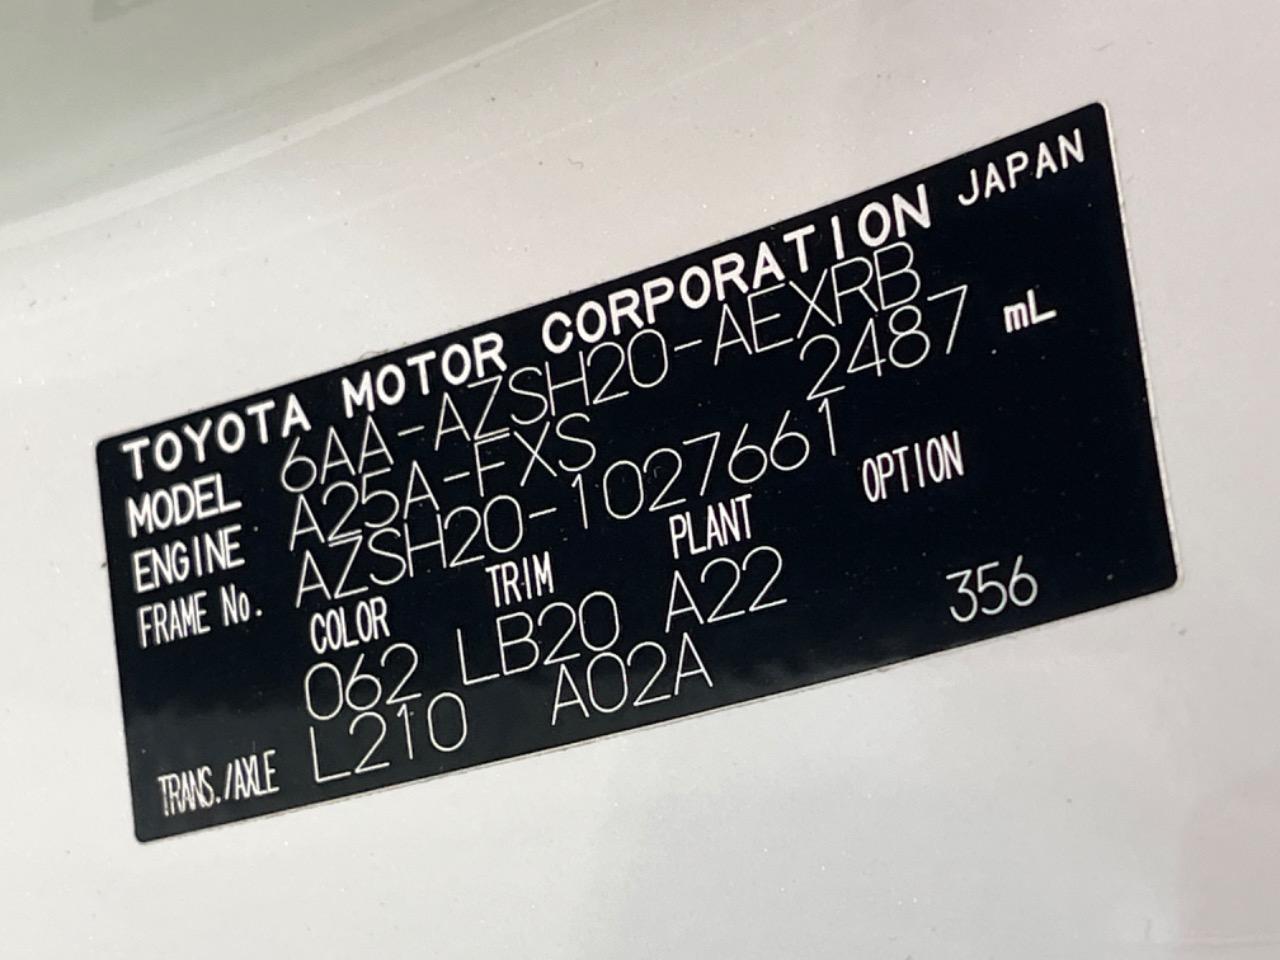 TOYOTA MOTOR CORPORATION JAPAN
MODEL 6AA-AZSH20-AEXRB
ENGINE A25A-FXS 2487 mL
FRAME No. AZSH20-1027661
COLOR TRIM PLANT OPTION
062 LB20 A22
TRANS./AXLE L210 A02A 356